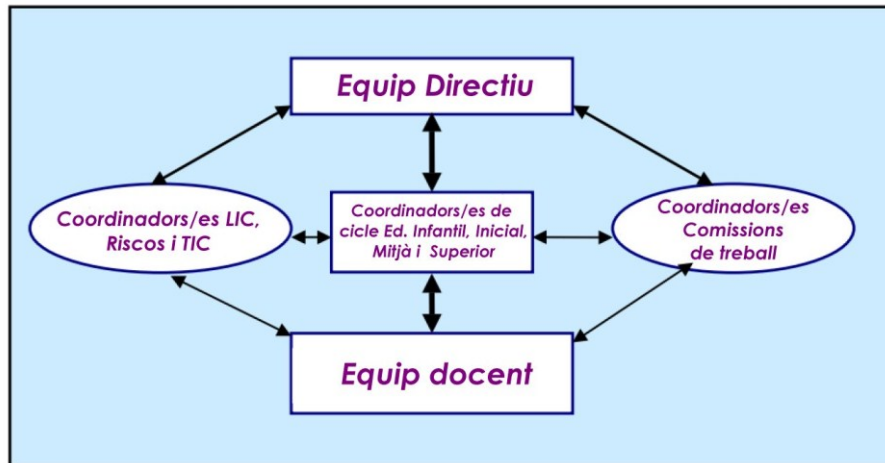 Equip Directiu
Coordinadors/es LIC,
Riscos i TIC
Coordinadors/es de
cicle Ed. Infantil, Inicial,
Mitjà i Superior
Coordinadors/es
Comissions
de treball
Equip docent